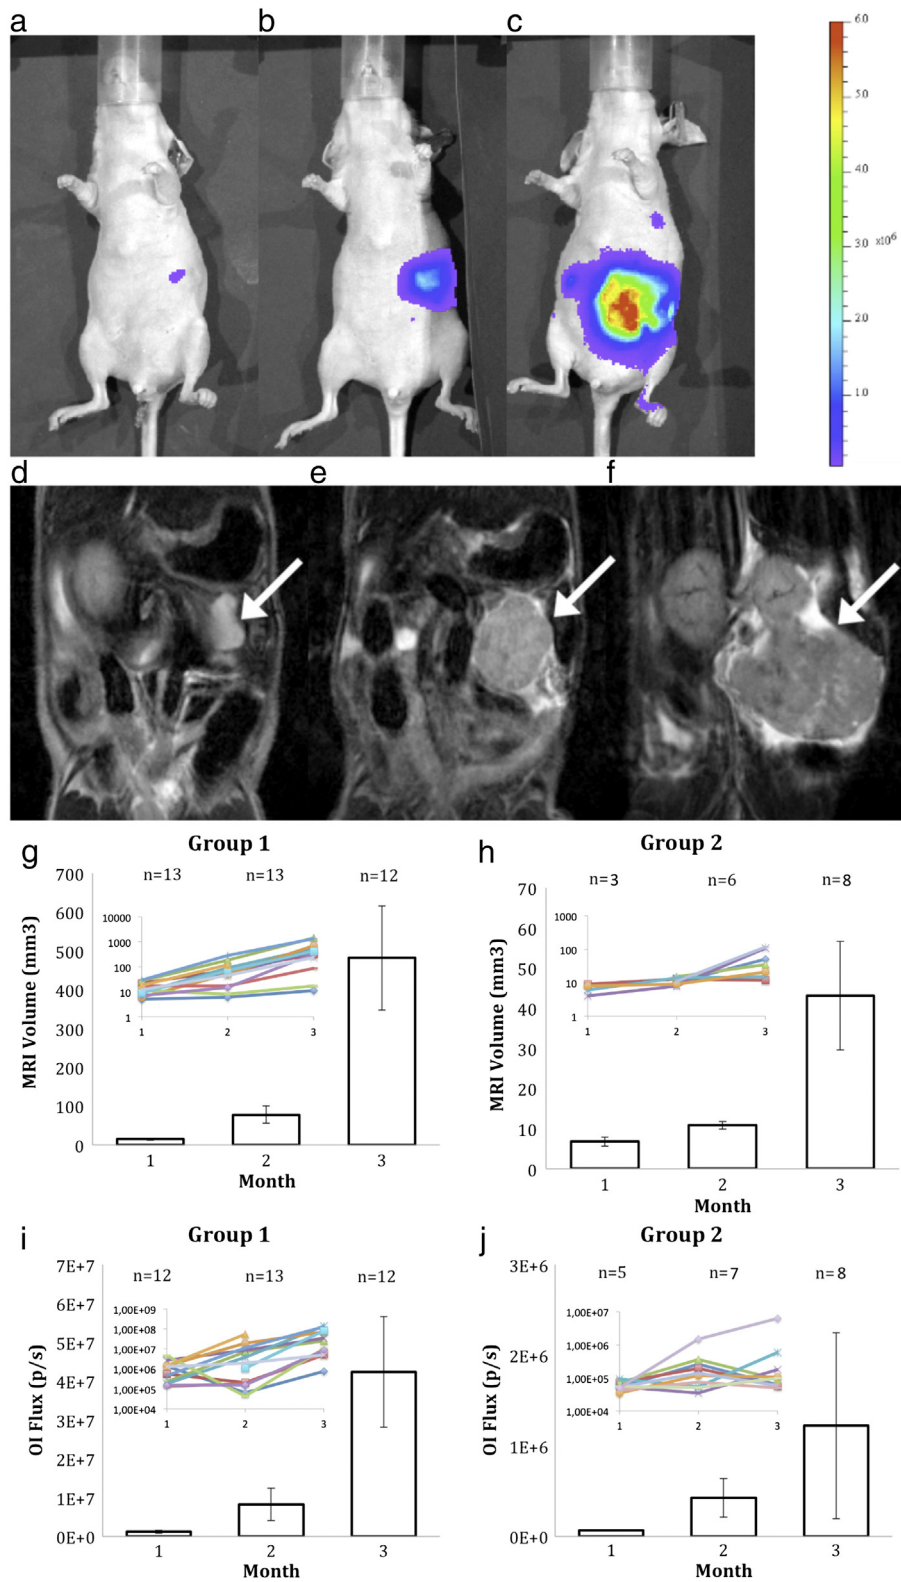 a
b
c
6.0
5.0
4.0
3.0 x10⁶
2.0
1.0
d
e
f
g
Group 1
n=13 n=13 n=12
MRI Volume (mm3)
700
600
500
400
300
200
100
0
10000
1000
100
10
1
1 2 3
1 2 3
Month
h
Group 2
n=3 n=6 n=8
MRI Volume (mm3)
70
60
50
40
30
20
10
0
1000
100
10
1
1 2 3
1 2 3
Month
i
Group 1
n=12 n=13 n=12
OI Flux (p/s)
7E+7
6E+7
5E+7
4E+7
3E+7
2E+7
1E+7
0E+0
1,00E+09
1,00E+08
1,00E+07
1,00E+06
1,00E+05
1,00E+04
1 2 3
1 2 3
Month
j
Group 2
n=5 n=7 n=8
OI Flux (p/s)
3E+6
2E+6
1E+6
0E+0
1,00E+07
1,00E+06
1,00E+05
1,00E+04
1 2 3
1 2 3
Month